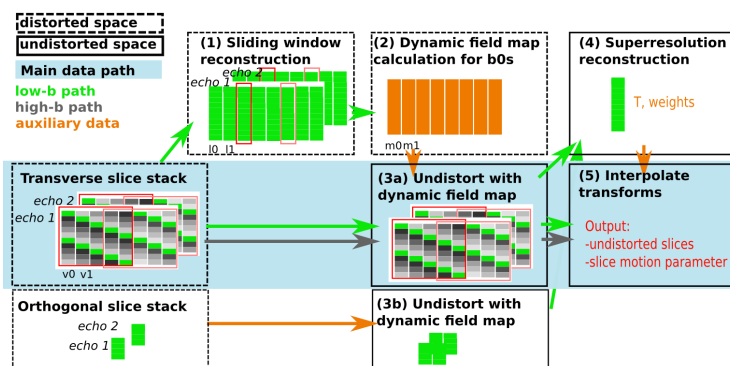 distorted space
undistorted space
Main data path
low-b path
high-b path
auxiliary data
(1) Sliding window
reconstruction
echo 2
echo 1
l0 l1
(2) Dynamic field map
calculation for b0s
m0m1
(4) Superresolution
reconstruction
T, weights
Transverse slice stack
echo 2
echo 1
v0 v1
(3a) Undistort with
dynamic field map
(5) Interpolate
transforms
Output:
-undistorted slices
-slice motion parameter
Orthogonal slice stack
echo 2
echo 1
(3b) Undistort with
dynamic field map